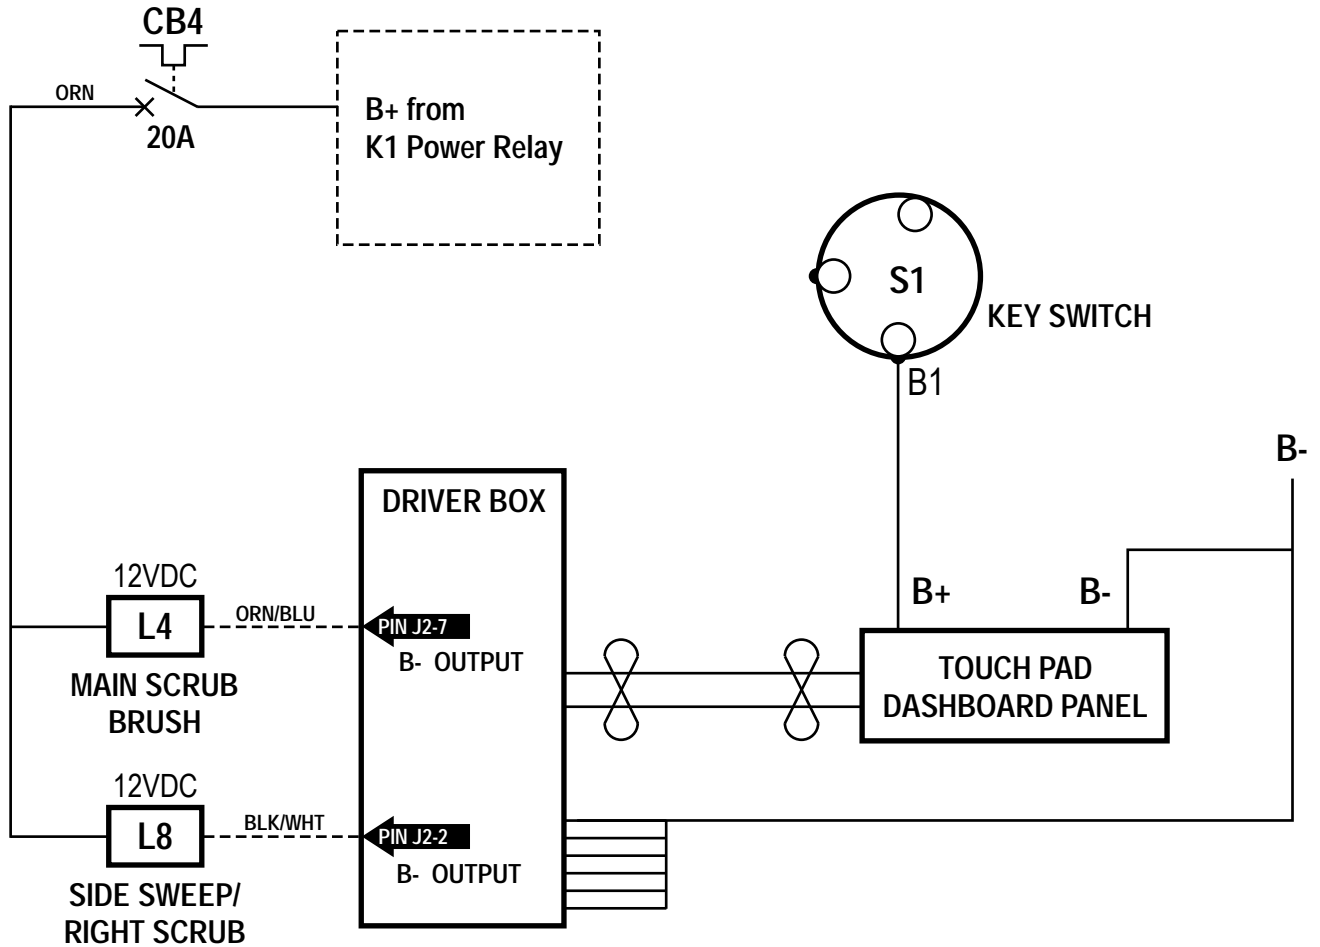 CB4
ORN
20A
B+ from
K1 Power Relay
S1
KEY SWITCH
B1
B-
DRIVER BOX
12VDC
L4
ORN/BLU
PIN J2-7
B- OUTPUT
MAIN SCRUB
BRUSH
B+
B-
TOUCH PAD
DASHBOARD PANEL
12VDC
L8
BLK/WHT
PIN J2-2
B- OUTPUT
SIDE SWEEP/
RIGHT SCRUB